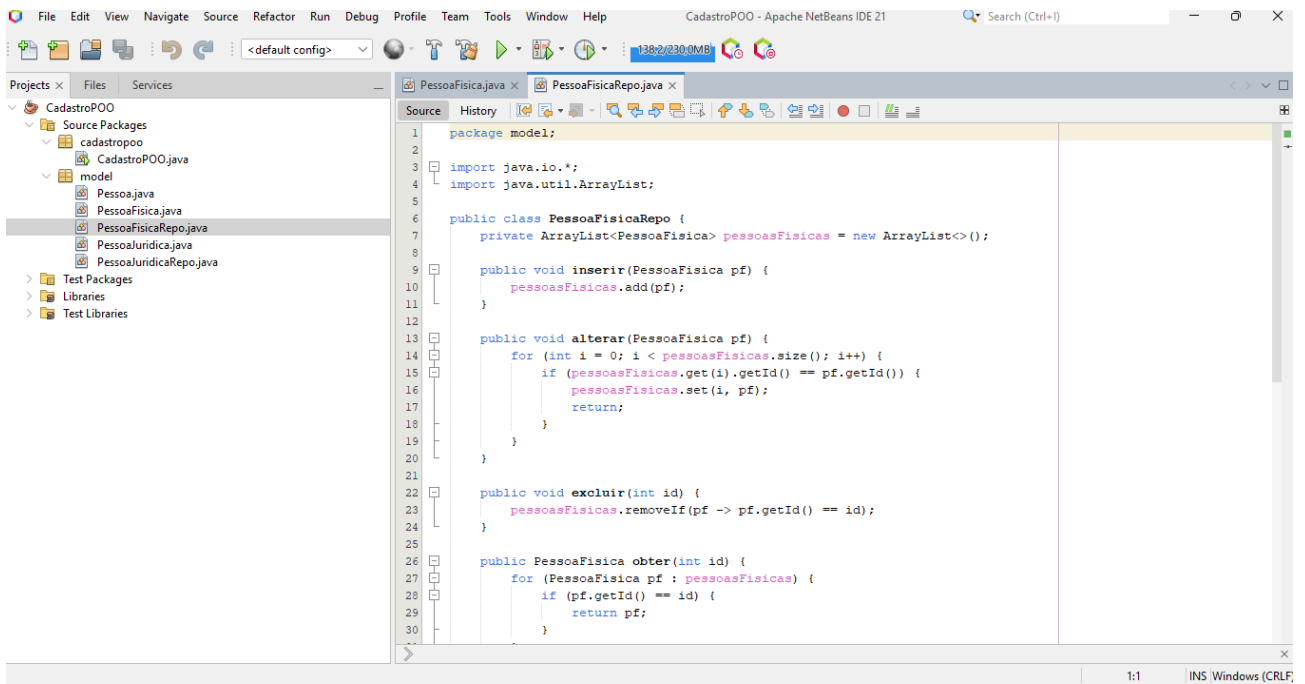 File Edit View Navigate Source Refactor Run Debug Profile Team Tools Window Help CadastroPOO - Apache NetBeans IDE 21 Search (Ctrl+I)
<default config> 138,2/230,0MB
Projects Files Services
CadastroPOO
Source Packages
cadastropoo
CadastroPOO.java
model
Pessoa.java
PessoaFisica.java
PessoaFisicaRepo.java
PessoaJuridica.java
PessoaJuridicaRepo.java
Test Packages
Libraries
Test Libraries
PessoaFisica.java PessoaFisicaRepo.java
Source History
1 package model;
2
3 import java.io.*;
4 import java.util.ArrayList;
5
6 public class PessoaFisicaRepo {
7 private ArrayList<PessoaFisica> pessoasFisicas = new ArrayList<>();
8
9 public void inserir(PessoaFisica pf) {
10 pessoasFisicas.add(pf);
11 }
12
13 public void alterar(PessoaFisica pf) {
14 for (int i = 0; i < pessoasFisicas.size(); i++) {
15 if (pessoasFisicas.get(i).getId() == pf.getId()) {
16 pessoasFisicas.set(i, pf);
17 return;
18 }
19 }
20 }
21
22 public void excluir(int id) {
23 pessoasFisicas.removeIf(pf -> pf.getId() == id);
24 }
25
26 public PessoaFisica obter(int id) {
27 for (PessoaFisica pf : pessoasFisicas) {
28 if (pf.getId() == id) {
29 return pf;
30 }
1:1 INS Windows (CRLF)